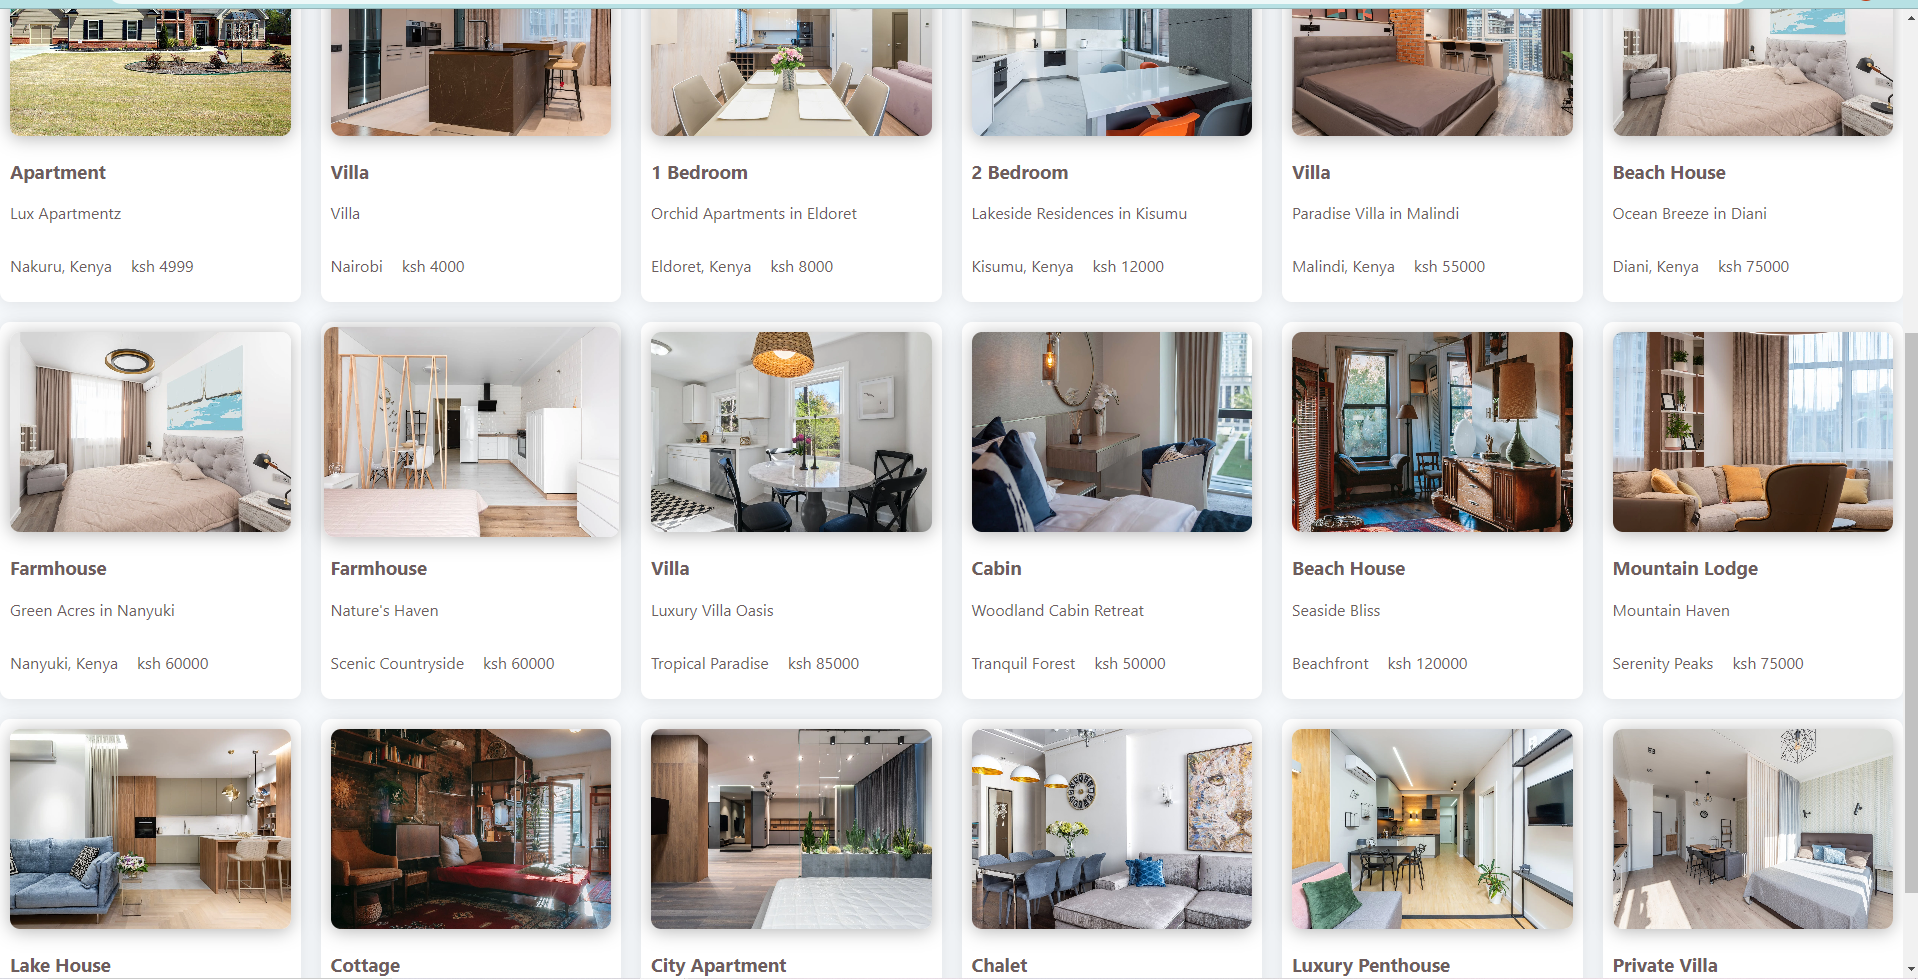 Apartment
Lux Apartmentz
Nakuru, Kenya ksh 4999
Villa
Villa
Nairobi ksh 4000
1 Bedroom
Orchid Apartments in Eldoret
Eldoret, Kenya ksh 8000
2 Bedroom
Lakeside Residences in Kisumu
Kisumu, Kenya ksh 12000
Villa
Paradise Villa in Malindi
Malindi, Kenya ksh 55000
Beach House
Ocean Breeze in Diani
Diani, Kenya ksh 75000
Farmhouse
Green Acres in Nanyuki
Nanyuki, Kenya ksh 60000
Farmhouse
Nature's Haven
Scenic Countryside ksh 60000
Villa
Luxury Villa Oasis
Tropical Paradise ksh 85000
Cabin
Woodland Cabin Retreat
Tranquil Forest ksh 50000
Beach House
Seaside Bliss
Beachfront ksh 120000
Mountain Lodge
Mountain Haven
Serenity Peaks ksh 75000
Lake House
Cottage
City Apartment
Chalet
Luxury Penthouse
Private Villa